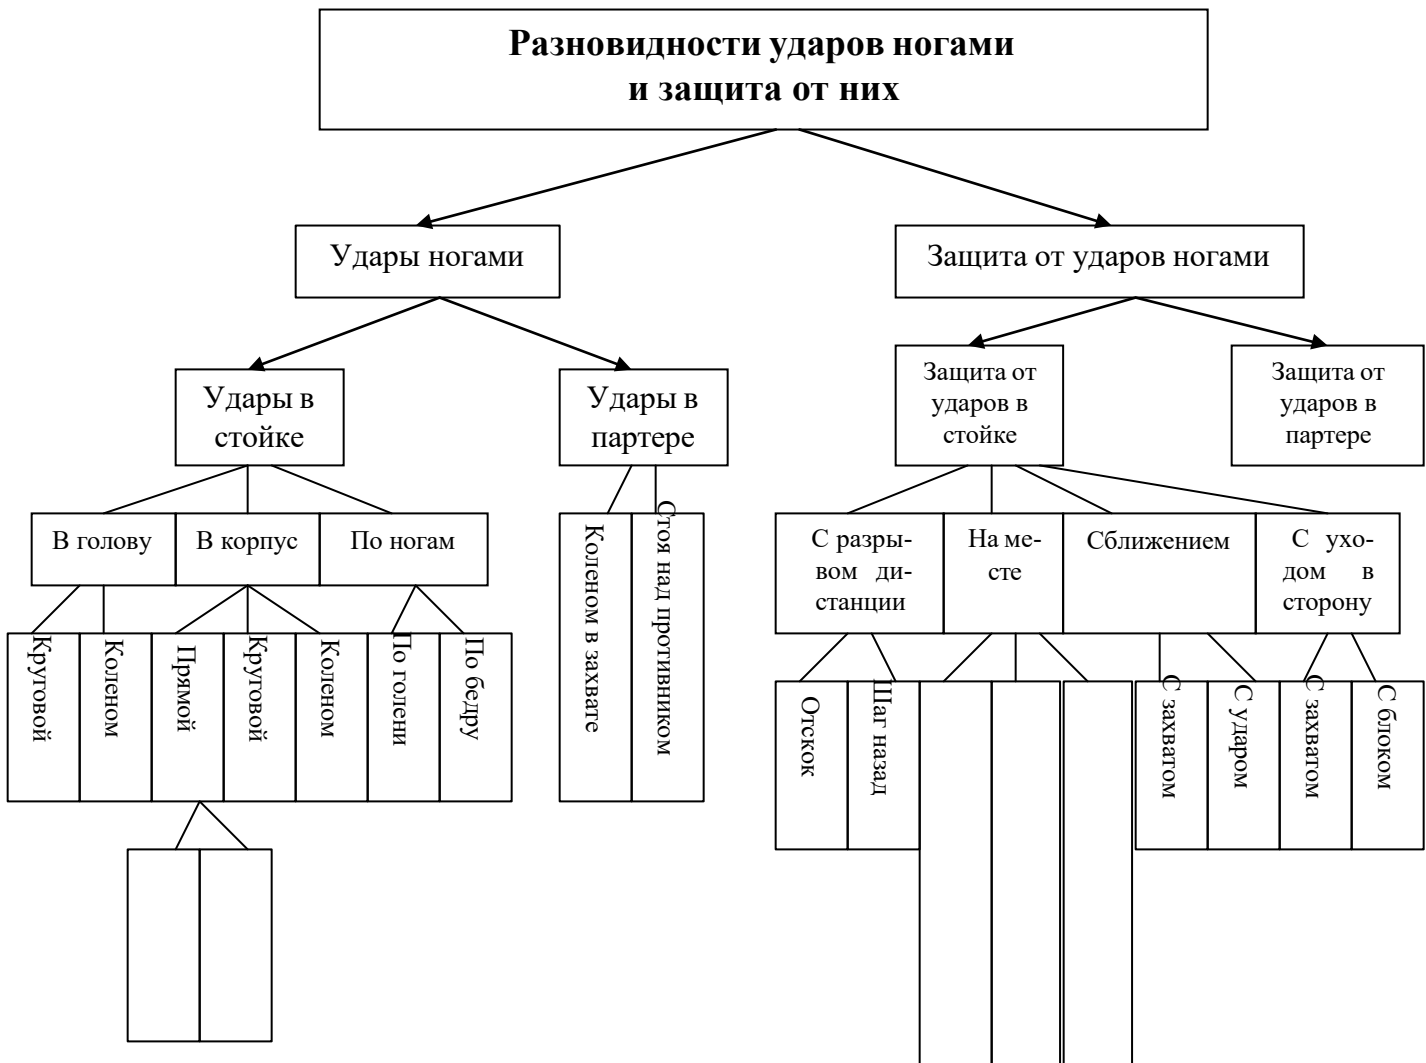 Разновидности ударов ногами
и защита от них
Удары ногами
Защита от ударов ногами
Удары в
стойке
Удары в
партере
Защита от
ударов в
стойке
Защита от
ударов в
партере
В голову
В корпус
По ногам
Коленом в захвате
Стоя над противником
С разры-
вом ди-
станции
На ме-
сте
Сближением
С ухо-
дом в
сторону
Круговой
Коленом
Прямой
Круговой
Коленом
По голени
По бедру
Отскок
Шаг назад
С захватом
С ударом
С захватом
С блоком